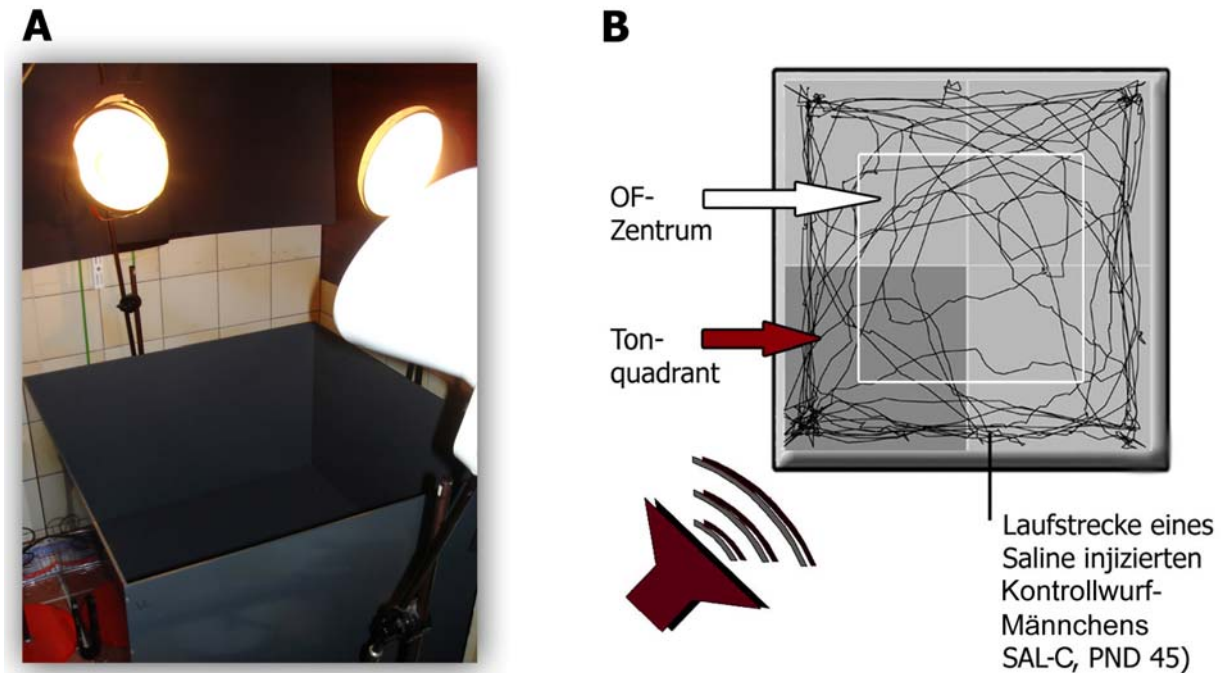 A
B
OF-
Zentrum
Ton-
quadrant
Laufstrecke eines
Saline injizierten
Kontrollwurf-
Männchens
SAL-C, PND 45)